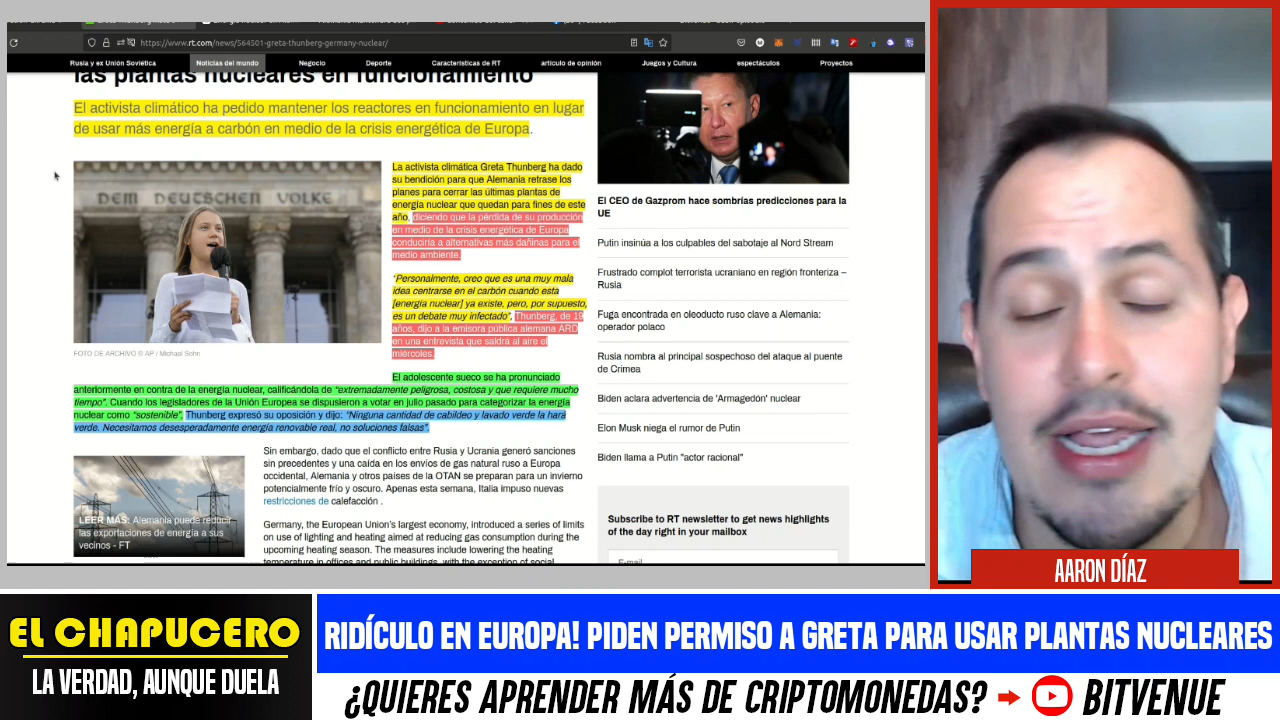 https://www.rt.com/news/564501-greta-thunberg-germany-nuclear/
Rusia y ex Unión Soviética
Noticias del mundo
Negocio
Deporte
Características de RT
artículo de opinión
Juegos y Cultura
espectáculos
Proyectos
las plantas nucleares en funcionamiento
El activista climático ha pedido mantener los reactores en funcionamiento en lugar
de usar más energía a carbón en medio de la crisis energética de Europa.
DEM DEUTSCHEN VOLKE
FOTO DE ARCHIVO © AP / Michael Sohn
La activista climática Greta Thunberg ha dado
su bendición para que Alemania retrase los
planes para cerrar las últimas plantas de
energía nuclear que quedan para fines de este
año, diciendo que la pérdida de su producción
en medio de la crisis energética de Europa
conduciría a alternativas más dañinas para el
medio ambiente.
"Personalmente, creo que es una muy mala
idea centrarse en el carbón cuando esta
[energía nuclear] ya existe, pero, por supuesto,
es un debate muy infectado", Thunberg, de 19
años, dijo a la emisora pública alemana ARD
en una entrevista que saldrá al aire el
miércoles.
El adolescente sueco se ha pronunciado
anteriormente en contra de la energía nuclear, calificándola de "extremadamente peligrosa, costosa y que requiere mucho
tiempo". Cuando los legisladores de la Unión Europea se dispusieron a votar en julio pasado para categorizar la energía
nuclear como "sostenible", Thunberg expresó su oposición y dijo: "Ninguna cantidad de cabildeo y lavado verde la hará
verde. Necesitamos desesperadamente energía renovable real, no soluciones falsas".
LEER MÁS: Alemania puede reducir
las exportaciones de energía a sus
vecinos - FT
Sin embargo, dado que el conflicto entre Rusia y Ucrania generó sanciones
sin precedentes y una caída en los envíos de gas natural ruso a Europa
occidental, Alemania y otros países de la OTAN se preparan para un invierno
potencialmente frío y oscuro. Apenas esta semana, Italia impuso nuevas
restricciones de calefacción .
Germany, the European Union's largest economy, introduced a series of limits
on use of lighting and heating aimed at reducing gas consumption during the
upcoming heating season. The measures include lowering the heating
temperature in offices and public buildings, with the exception of social
El CEO de Gazprom hace sombrías predicciones para la
UE
Putin insinúa a los culpables del sabotaje al Nord Stream
Frustrado complot terrorista ucraniano en región fronteriza –
Rusia
Fuga encontrada en oleoducto ruso clave a Alemania:
operador polaco
Rusia nombra al principal sospechoso del ataque al puente
de Crimea
Biden aclara advertencia de 'Armagedón' nuclear
Elon Musk niega el rumor de Putin
Biden llama a Putin "actor racional"
Subscribe to RT newsletter to get news highlights
of the day right in your mailbox
E-mail
AARON DÍAZ
EL CHAPUCERO
LA VERDAD, AUNQUE DUELA
RIDÍCULO EN EUROPA! PIDEN PERMISO A GRETA PARA USAR PLANTAS NUCLEARES
¿QUIERES APRENDER MÁS DE CRIPTOMONEDAS?
BITVENUE